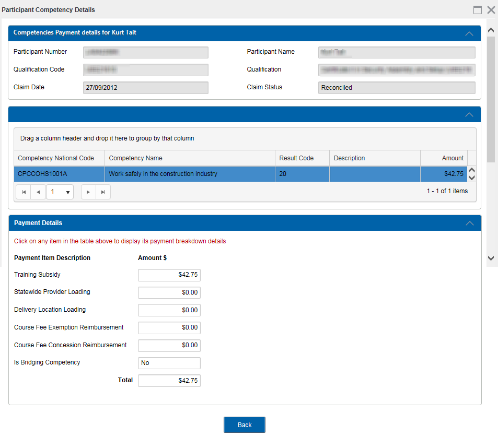 Participant Competency Details
Competencies Payment details for Kurt Tait
Participant Number
Participant Name
Qualification Code
Qualification
Claim Date 27/09/2012 Claim Status Reconciled
Drag a column header and drop it here to group by that column
Competency National Code Competency Name Result Code Description Amount
CPCCOHS1001A Work safely in the construction industry 20 $42.75
1 1 - 1 of 1 items
Payment Details
Click on any item in the table above to display its payment breakdown details
Payment Item Description Amount $
Training Subsidy $42.75
Statewide Provider Loading $0.00
Delivery Location Loading $0.00
Course Fee Exemption Reimbursement $0.00
Course Fee Concession Reimbursement $0.00
Is Bridging Competency No
Total $42.75
Back